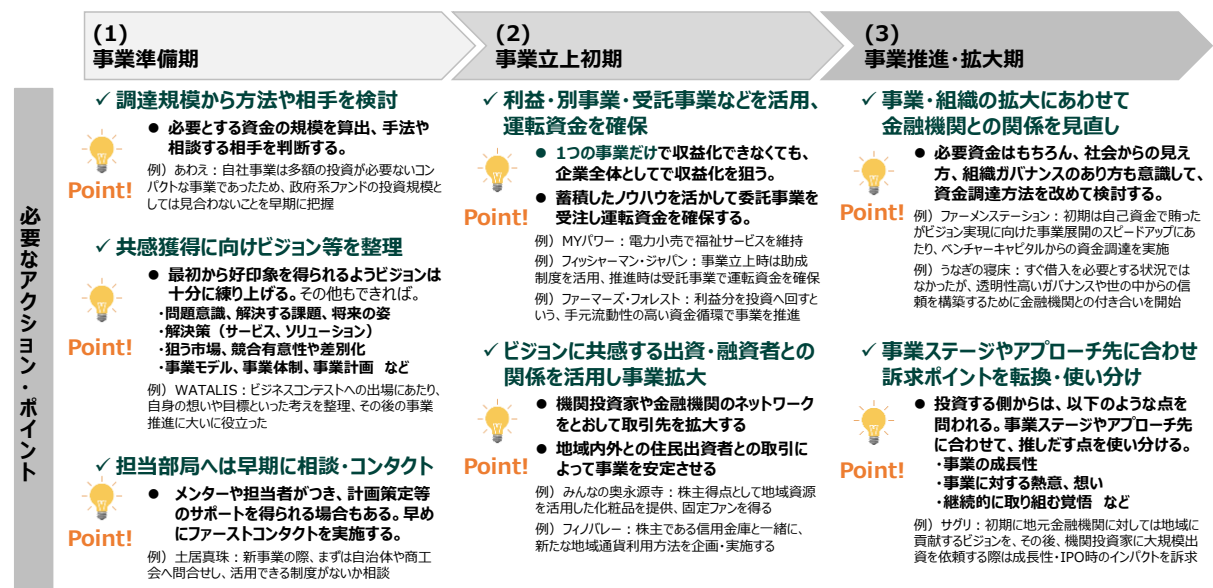 (1)
事業準備期
(2)
事業立上初期
(3)
事業推進・拡大期
必要なアクション・ポイント
✓ 調達規模から方法や相手を検討
Point!
● 必要とする資金の規模を算出、手法や
相談する相手を判断する。
例）あわえ：自社事業は多額の投資が必要ないコン
パクトな事業であったため、政府系ファンドの投資規模と
しては見合わないことを早期に把握
✓ 共感獲得に向けビジョン等を整理
Point!
● 最初から好印象を得られるようビジョンは
十分に練り上げる。その他もできれば。
・問題意識、解決する課題、将来の姿
・解決策（サービス、ソリューション）
・狙う市場、競合有意性や差別化
・事業モデル、事業体制、事業計画 など
例）WATALIS：ビジネスコンテストへの出場にあたり、
自身の想いや目標といった考えを整理、その後の事業
推進に大いに役立った
✓ 担当部局へは早期に相談・コンタクト
Point!
● メンターや担当者がつき、計画策定等
のサポートを得られる場合もある。早め
にファーストコンタクトを実施する。
例）土居真珠：新事業の際、まずは自治体や商工
会へ問合せし、活用できる制度がないか相談
✓ 利益・別事業・受託事業などを活用、
運転資金を確保
Point!
● 1つの事業だけで収益化できなくても、
企業全体としてで収益化を狙う。
● 蓄積したノウハウを活かして委託事業を
受注し運転資金を確保する。
例）MYパワー：電力小売で福祉サービスを維持
例）フィッシャーマン・ジャパン：事業立上時は助成
制度を活用、推進時は受託事業で運転資金を確保
例）ファーマーズ・フォレスト：利益分を投資へ回すと
いう、手元流動性の高い資金循環で事業を推進
✓ ビジョンに共感する出資・融資者との
関係を活用し事業拡大
Point!
● 機関投資家や金融機関のネットワーク
をとおして取引先を拡大する
● 地域内外との住民出資者との取引に
よって事業を安定させる
例）みんなの奥永源寺：株主得点として地域資源
を活用した化粧品を提供、固定ファンを得る
例）フィノバレー：株主である信用金庫と一緒に、
新たな地域通貨利用方法を企画・実施する
✓ 事業・組織の拡大にあわせて
金融機関との関係を見直し
Point!
● 必要資金はもちろん、社会からの見え
方、組織ガバナンスのあり方も意識して、
資金調達方法を改めて検討する。
例）ファーメンステーション：初期は自己資金で賄った
がビジョン実現に向けた事業展開のスピードアップにあ
たり、ベンチャーキャピタルからの資金調達を実施
例）うなぎの寝床：すぐ借入を必要とする状況では
なかったが、透明性高いガバナンスや世の中からの信
頼を構築するために金融機関との付き合いを開始
✓ 事業ステージやアプローチ先に合わせ
訴求ポイントを転換・使い分け
Point!
● 投資する側からは、以下のような点を
問われる。事業ステージやアプローチ先
に合わせて、推しだす点を使い分ける。
・事業の成長性
・事業に対する熱意、想い
・継続的に取り組む覚悟 など
例）サグリ：初期に地元金融機関に対しては地域に
貢献するビジョンを、その後、機関投資家に大規模出
資を依頼する際は成長性・IPO時のインパクトを訴求